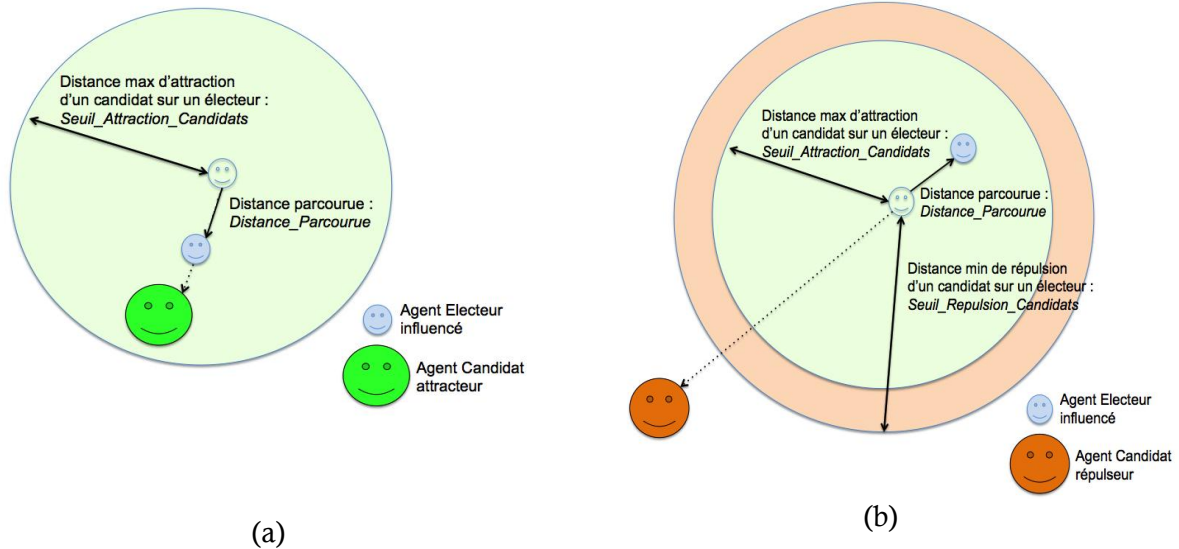 Distance max d'attraction
d'un candidat sur un électeur :
Seuil_Attraction_Candidats
Distance parcourue :
Distance_Parcourue
Agent Electeur
influencé
Agent Candidat
attracteur
(a)
Distance max d'attraction
d'un candidat sur un électeur :
Seuil_Attraction_Candidats
Distance parcourue :
Distance_Parcourue
Distance min de répulsion
d'un candidat sur un électeur :
Seuil_Repulsion_Candidats
Agent Electeur
influencé
Agent Candidat
répulseur
(b)